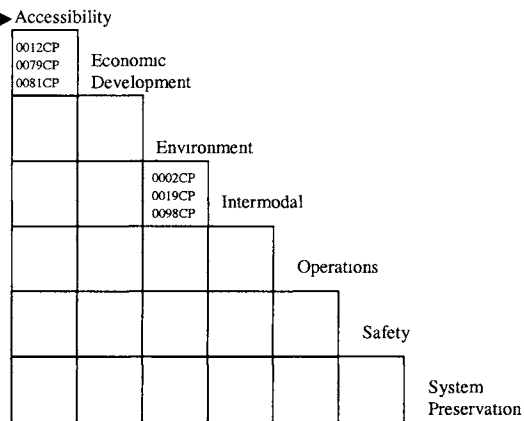 Accessibility
0012CP
0079CP
0081CP
Economic
Development
Environment
0002CP
0019CP
0098CP
Intermodal
Operations
Safety
System
Preservation